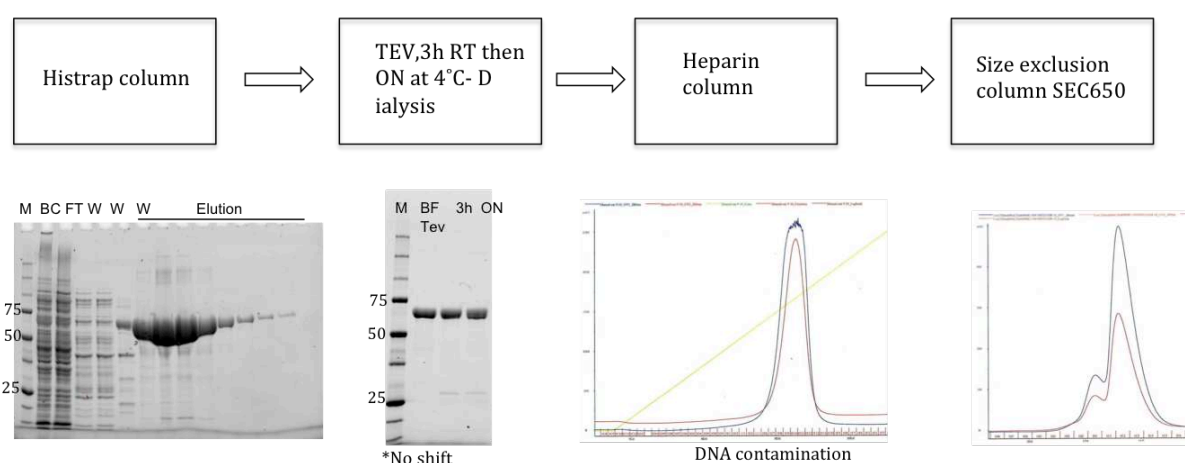 Histrap column
TEV,3h RT then
ON at 4°C- D
ialysis
Heparin
column
Size exclusion
column SEC650
M BC FT W W W Elution
75
50
25
M BF 3h ON
Tev
75
50
25
*No shift
DNA contamination